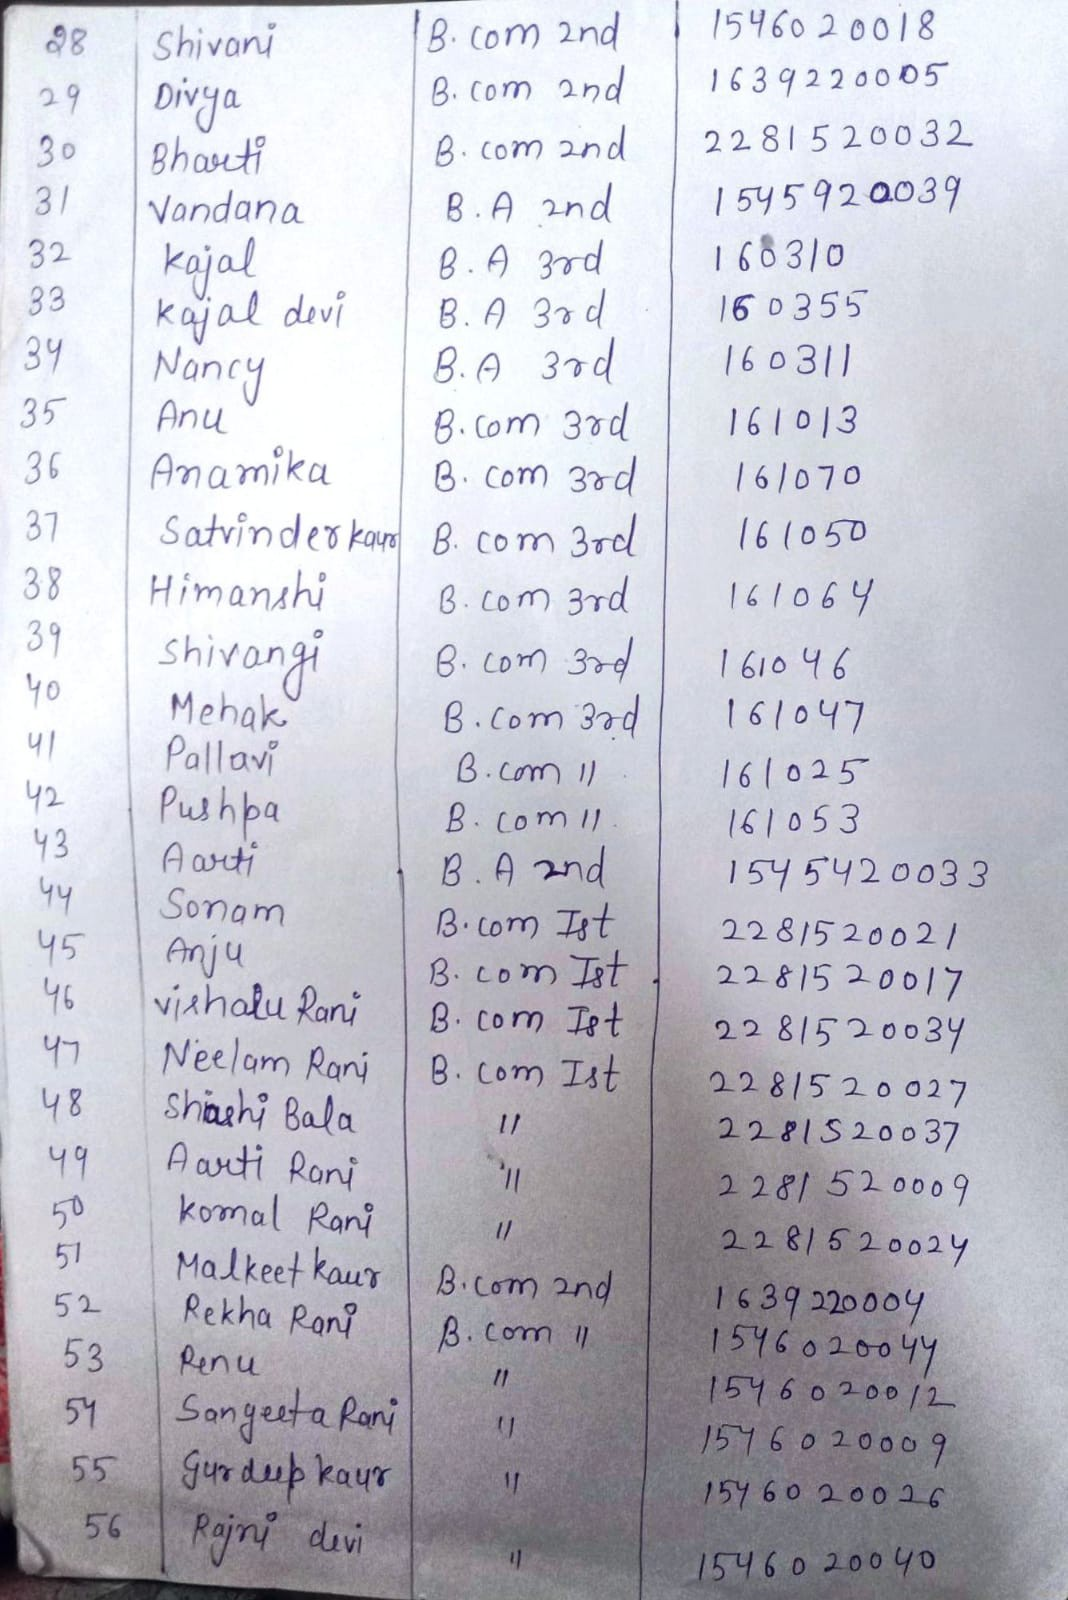 28 Shivani B.com 2nd 1546020018
29 Divya B.com 2nd 1639220005
30 Bharti B.com 2nd 2281520032
31 Vandana B.A 2nd 1545920039
32 Kajal B.A 3rd 160310
33 Kajal devi B.A 3rd 160355
34 Nancy B.A 3rd 160311
35 Anu B.com 3rd 161013
36 Anamika B.com 3rd 161070
37 Satvinder kaur B.com 3rd 161050
38 Himanshi B.com 3rd 161064
39 Shivangi B.com 3rd 161046
40 Mehak B.com 3rd 161047
41 Pallavi B.com 〃 161025
42 Pushpa B.com 〃 161053
43 Aarti B.A 2nd 1545420033
44 Sonam B.com Ist 2281520021
45 Anju B.com Ist 2281520017
46 Vishalu Rani B.com Ist 2281520034
47 Neelam Rani B.com Ist 2281520027
48 Shashi Bala 〃 2281520037
49 Aarti Rani 〃 2281520009
50 Komal Rani 〃 2281520024
51 Malkeet kaur B.com 2nd 1639220004
52 Rekha Rani B.com 〃 1546020044
53 Renu 〃 1546020012
54 Sangeeta Rani 〃 1546020009
55 Gurdeep kaur 〃 1546020026
56 Rajni devi 〃 1546020040